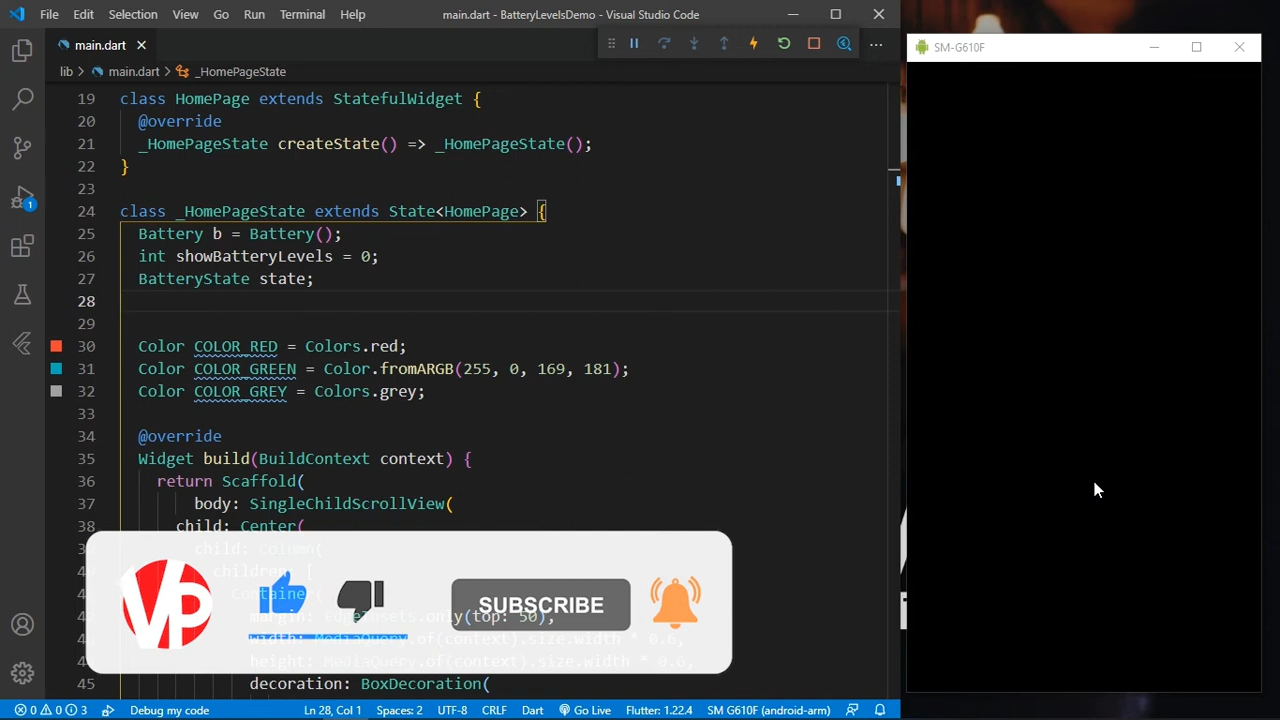 File Edit Selection View Go Run Terminal Help main.dart - BatteryLevelsDemo - Visual Studio Code
main.dart
lib > main.dart > _HomePageState
SM-G610F
19 class HomePage extends StatefulWidget {
20 @override
21 _HomePageState createState() => _HomePageState();
22 }
23
24 class _HomePageState extends State<HomePage> {
25 Battery b = Battery();
26 int showBatteryLevels = 0;
27 BatteryState state;
28
29
30 Color COLOR_RED = Colors.red;
31 Color COLOR_GREEN = Color.fromARGB(255, 0, 169, 181);
32 Color COLOR_GREY = Colors.grey;
33
34 @override
35 Widget build(BuildContext context) {
36 return Scaffold(
37 body: SingleChildScrollView(
38 child: Center(
child: Column(
children: [
Container(
margin: EdgeInsets.only(top: 50),
width: MediaQuery.of(context).size.width * 0.6,
height: MediaQuery.of(context).size.width * 0.6,
45 decoration: BoxDecoration(
VP
SUBSCRIBE
1
0 0 3 Debug my code Ln 28, Col 1 Spaces: 2 UTF-8 CRLF Dart Go Live Flutter: 1.22.4 SM G610F (android-arm)